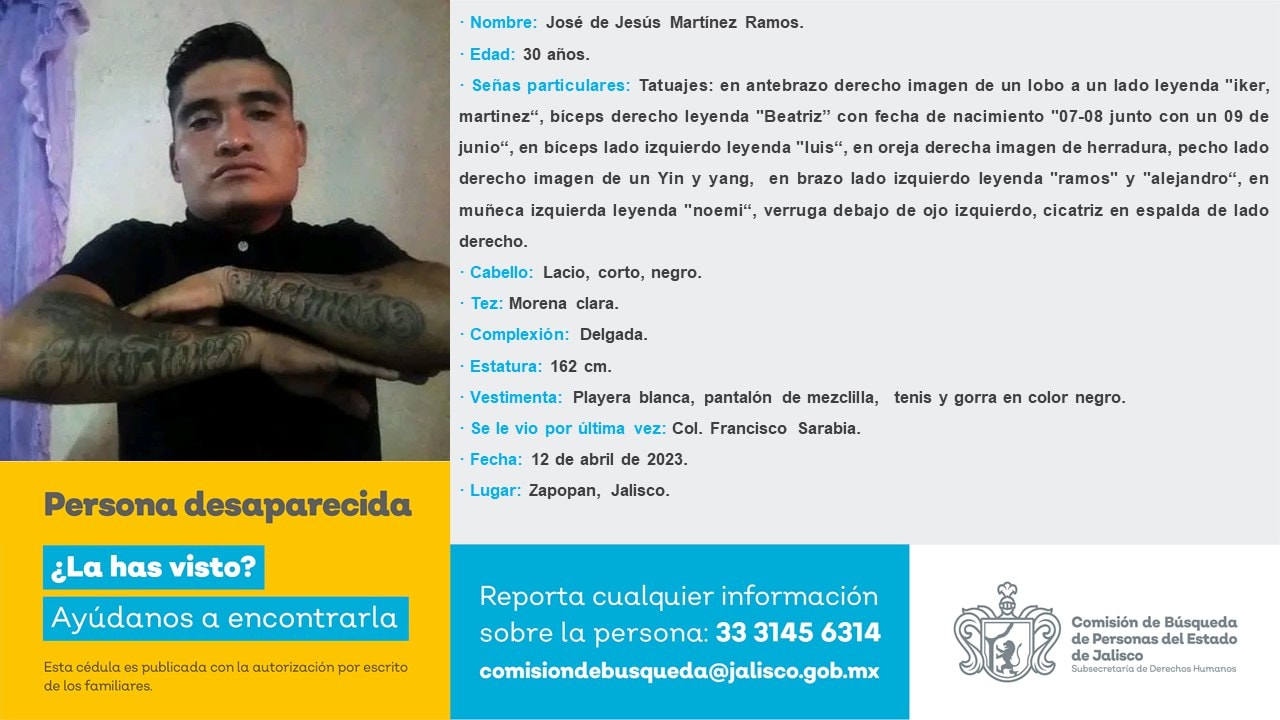 · Nombre: José de Jesús Martínez Ramos.
· Edad: 30 años.
· Señas particulares: Tatuajes: en antebrazo derecho imagen de un lobo a un lado leyenda "iker,
martinez“, bíceps derecho leyenda "Beatriz” con fecha de nacimiento "07-08 junto con un 09 de
junio“, en bíceps lado izquierdo leyenda "luis“, en oreja derecha imagen de herradura, pecho lado
derecho imagen de un Yin y yang, en brazo lado izquierdo leyenda "ramos" y "alejandro“, en
muñeca izquierda leyenda "noemi“, verruga debajo de ojo izquierdo, cicatriz en espalda de lado
derecho.
· Cabello: Lacio, corto, negro.
· Tez: Morena clara.
· Complexión: Delgada.
· Estatura: 162 cm.
· Vestimenta: Playera blanca, pantalón de mezclilla, tenis y gorra en color negro.
· Se le vio por última vez: Col. Francisco Sarabia.
· Fecha: 12 de abril de 2023.
· Lugar: Zapopan, Jalisco.
Ramos
Martinez
Persona desaparecida
¿La has visto?
Ayúdanos a encontrarla
Esta cédula es publicada con la autorización por escrito
de los familiares.
Reporta cualquier información
sobre la persona: 33 3145 6314
comisiondebusqueda@jalisco.gob.mx
Comisión de Búsqueda
de Personas del Estado
de Jalisco
Subsecretaría de Derechos Humanos